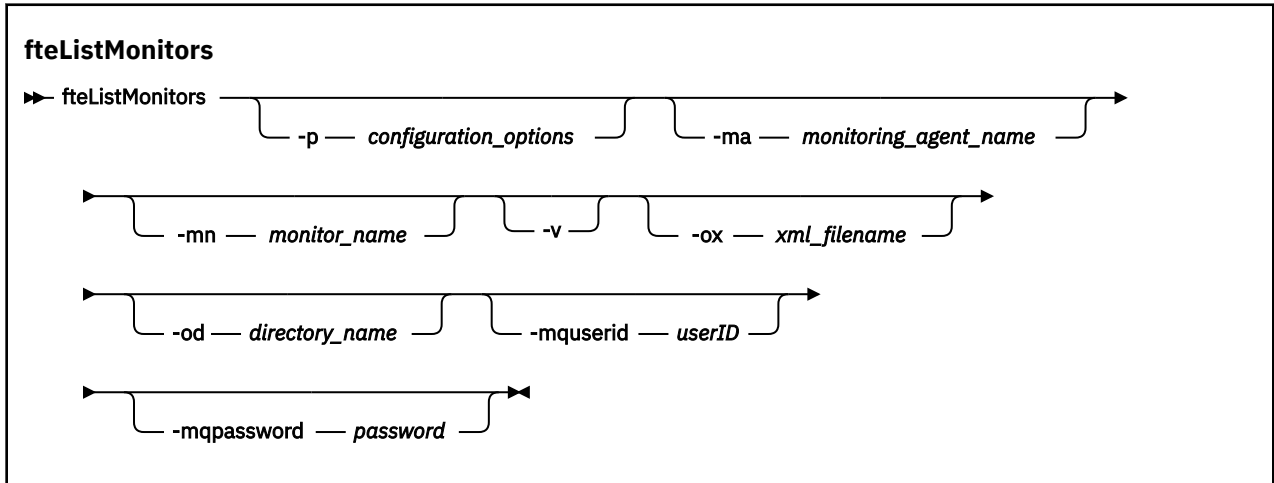 fteListMonitors
fteListMonitors
-p configuration_options -ma monitoring_agent_name
-mn monitor_name -v -ox xml_filename
-od directory_name -mquserid userID
-mqpassword password